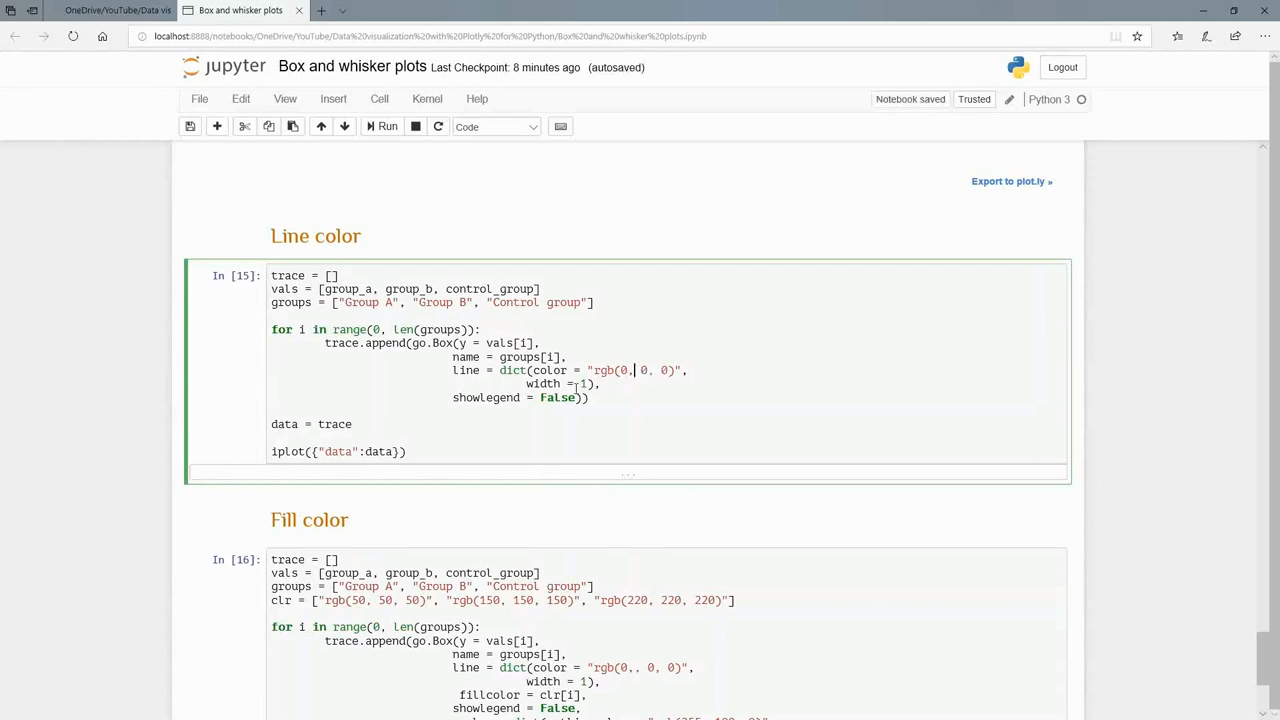 OneDrive/YouTube/Data vis
Box and whisker plots
localhost:8888/notebooks/OneDrive/YouTube/Data%20visualization%20with%20Plotly%20for%20Python/Box%20and%20whisker%20plots.ipynb
jupyter Box and whisker plots Last Checkpoint: 8 minutes ago (autosaved)
Logout
File Edit View Insert Cell Kernel Help
Notebook saved Trusted Python 3
Run Code
Export to plot.ly »
Line color
In [15]: trace = []
vals = [group_a, group_b, control_group]
groups = ["Group A", "Group B", "Control group"]
for i in range(0, len(groups)):
trace.append(go.Box(y = vals[i],
name = groups[i],
line = dict(color = "rgb(0, 0, 0)",
width = 1),
showlegend = False))
data = trace
iplot({"data":data})
...
Fill color
In [16]: trace = []
vals = [group_a, group_b, control_group]
groups = ["Group A", "Group B", "Control group"]
clr = ["rgb(50, 50, 50)", "rgb(150, 150, 150)", "rgb(220, 220, 220)"]
for i in range(0, len(groups)):
trace.append(go.Box(y = vals[i],
name = groups[i],
line = dict(color = "rgb(0,, 0, 0)",
width = 1),
fillcolor = clr[i],
showlegend = False,